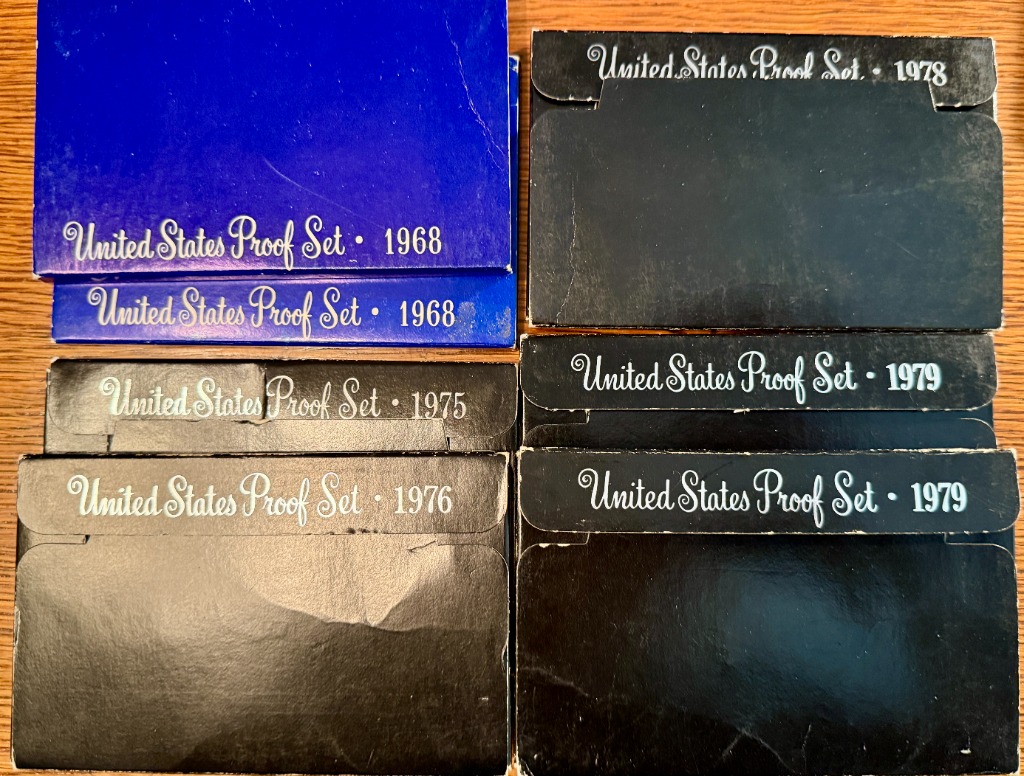 United States Proof Set • 1968
United States Proof Set • 1968
United States Proof Set • 1975
United States Proof Set • 1976
United States Proof Set • 1978
United States Proof Set • 1979
United States Proof Set • 1979